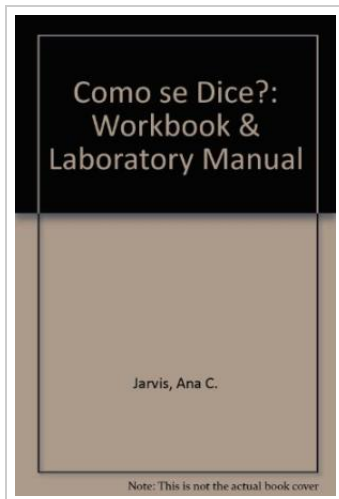 Como se Dice?:
Workbook &
Laboratory Manual
Jarvis, Ana C.
Note: This is not the actual book cover